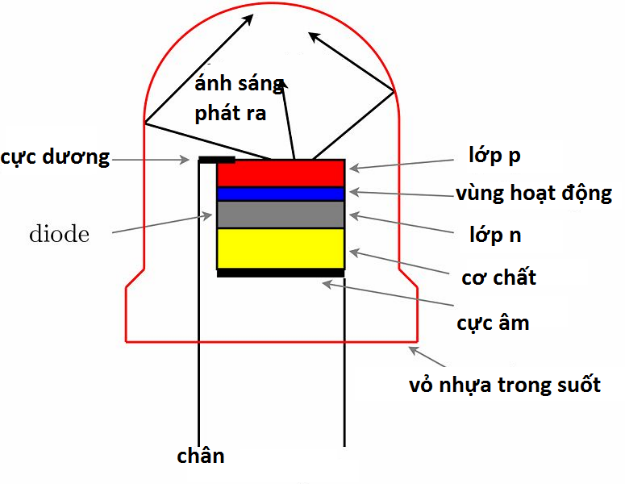 ánh sáng
phát ra
cực dương
lớp p
vùng hoạt động
diode
lớp n
cơ chất
cực âm
vỏ nhựa trong suốt
chân